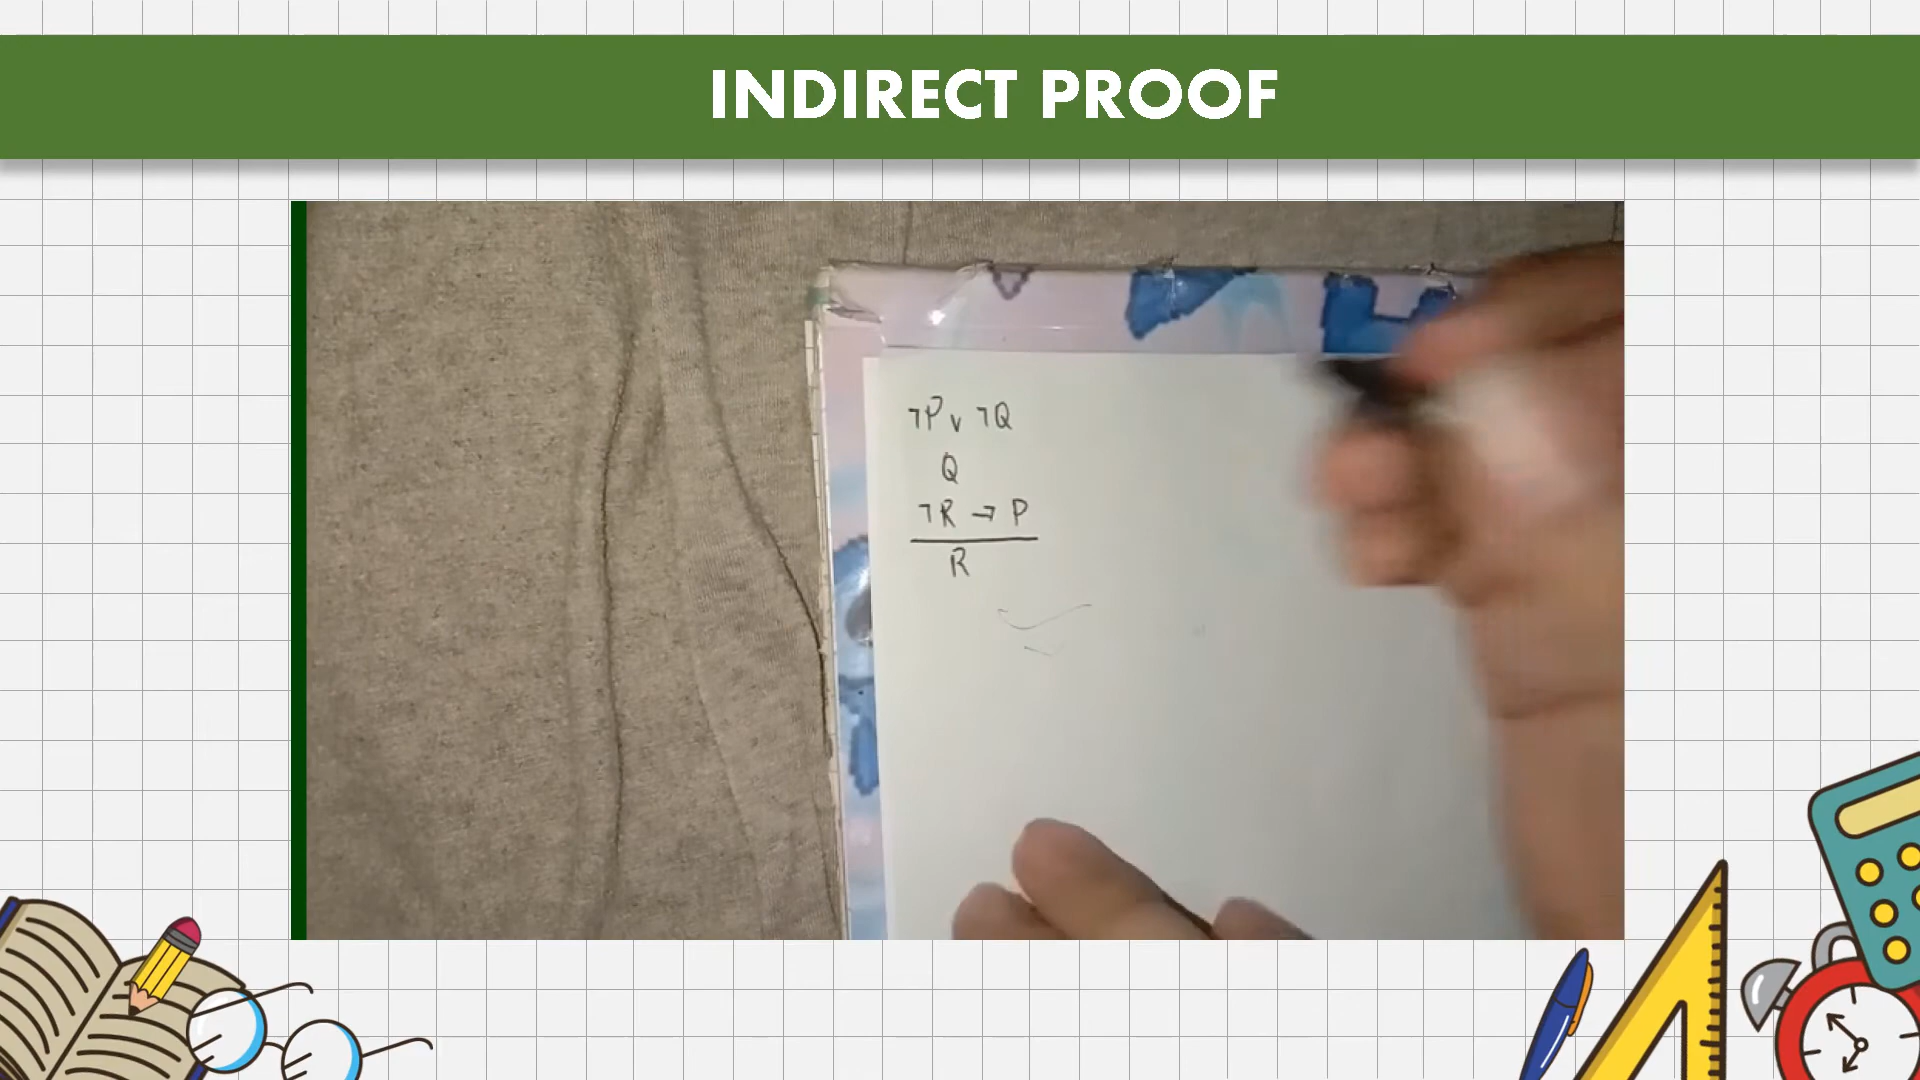 INDIRECT PROOF
¬P ∨ ¬Q
Q
¬R → P
R